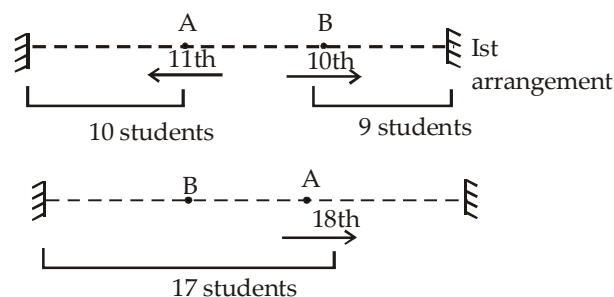 A B
11th 10th Ist
arrangement
10 students 9 students
B A
18th
17 students